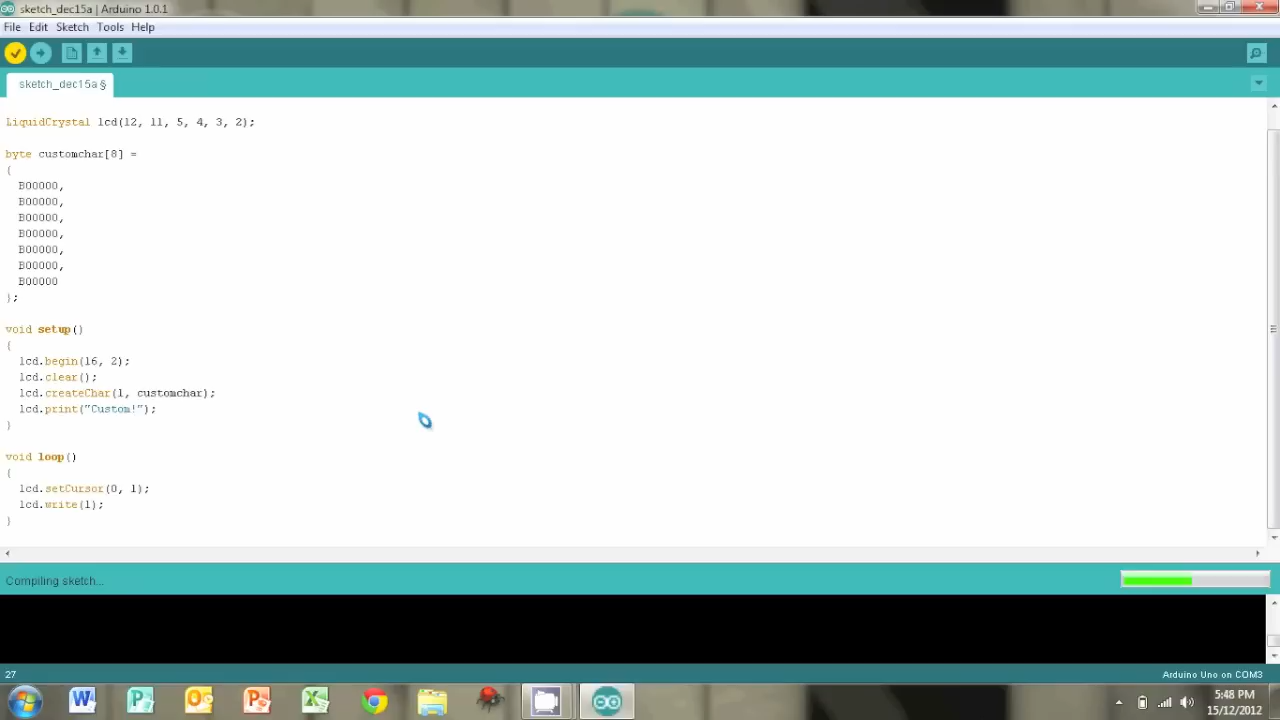 sketch_dec15a | Arduino 1.0.1
File Edit Sketch Tools Help
sketch_dec15a §
LiquidCrystal lcd(12, 11, 5, 4, 3, 2);
byte customchar[8] =
{
B00000,
B00000,
B00000,
B00000,
B00000,
B00000,
B00000
};
void setup()
{
lcd.begin(16, 2);
lcd.clear();
lcd.createChar(1, customchar);
lcd.print("Custom!");
}
void loop()
{
lcd.setCursor(0, 1);
lcd.write(1);
}
Compiling sketch...
27
Arduino Uno on COM3
5:48 PM
15/12/2012